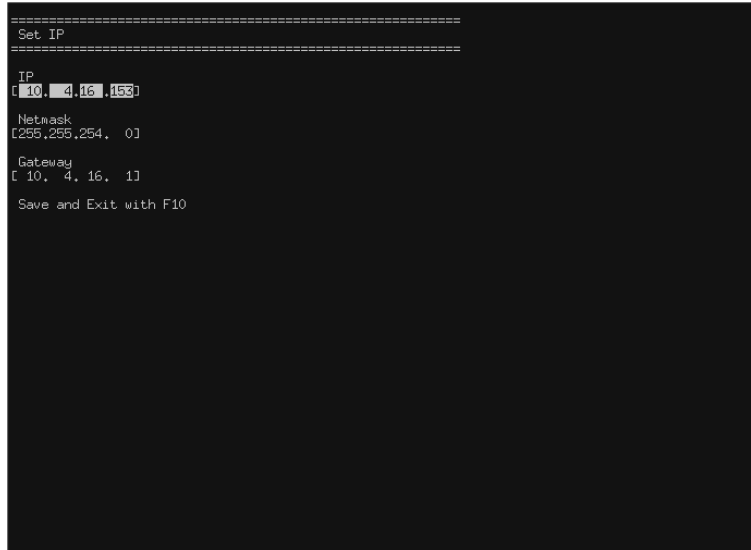 ===========================================================
Set IP
===========================================================
IP
[ 10.  4.16 .153]
Netmask
[255.255.254.  0]
Gateway
[ 10.  4. 16.  1]
Save and Exit with F10